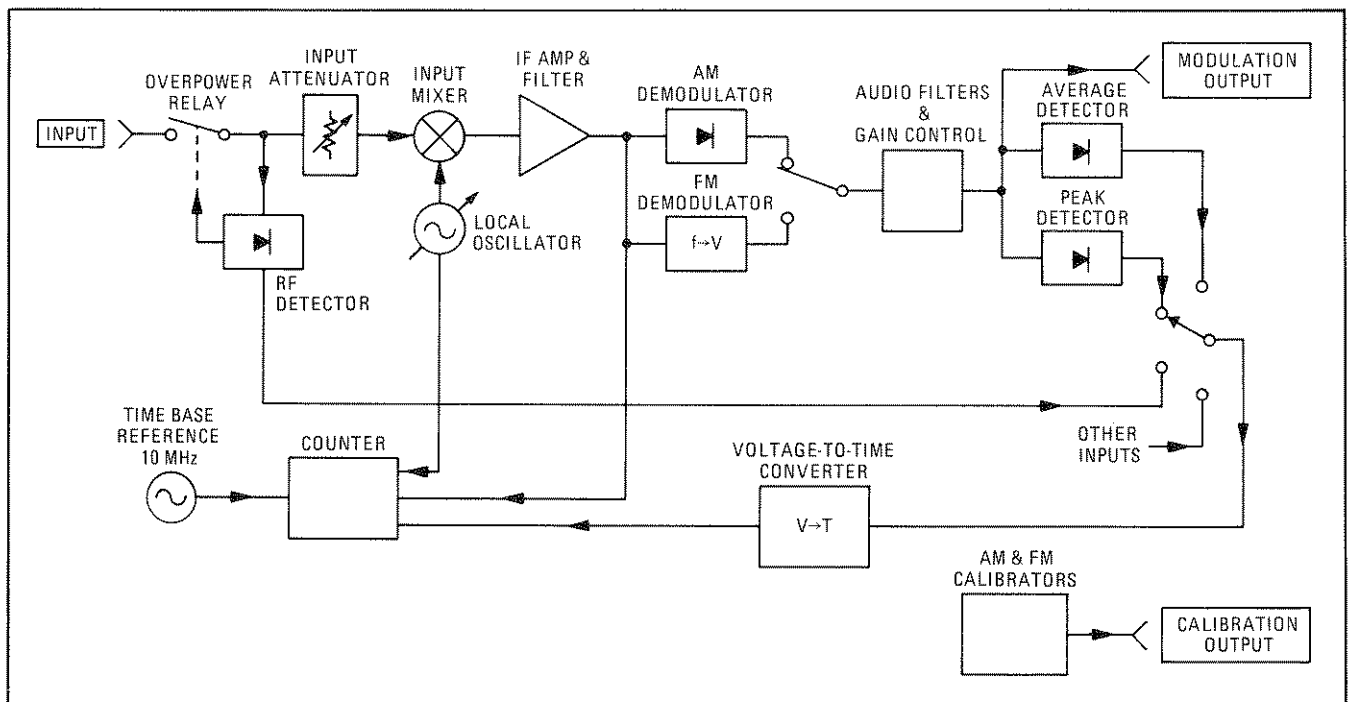 INPUT
OVERPOWER
RELAY
INPUT
ATTENUATOR
INPUT
MIXER
IF AMP &
FILTER
AM
DEMODULATOR
FM
DEMODULATOR
f→V
AUDIO FILTERS
&
GAIN CONTROL
MODULATION
OUTPUT
AVERAGE
DETECTOR
PEAK
DETECTOR
LOCAL
OSCILLATOR
RF
DETECTOR
TIME BASE
REFERENCE
10 MHz
COUNTER
VOLTAGE-TO-TIME
CONVERTER
V→T
OTHER
INPUTS
AM & FM
CALIBRATORS
CALIBRATION
OUTPUT